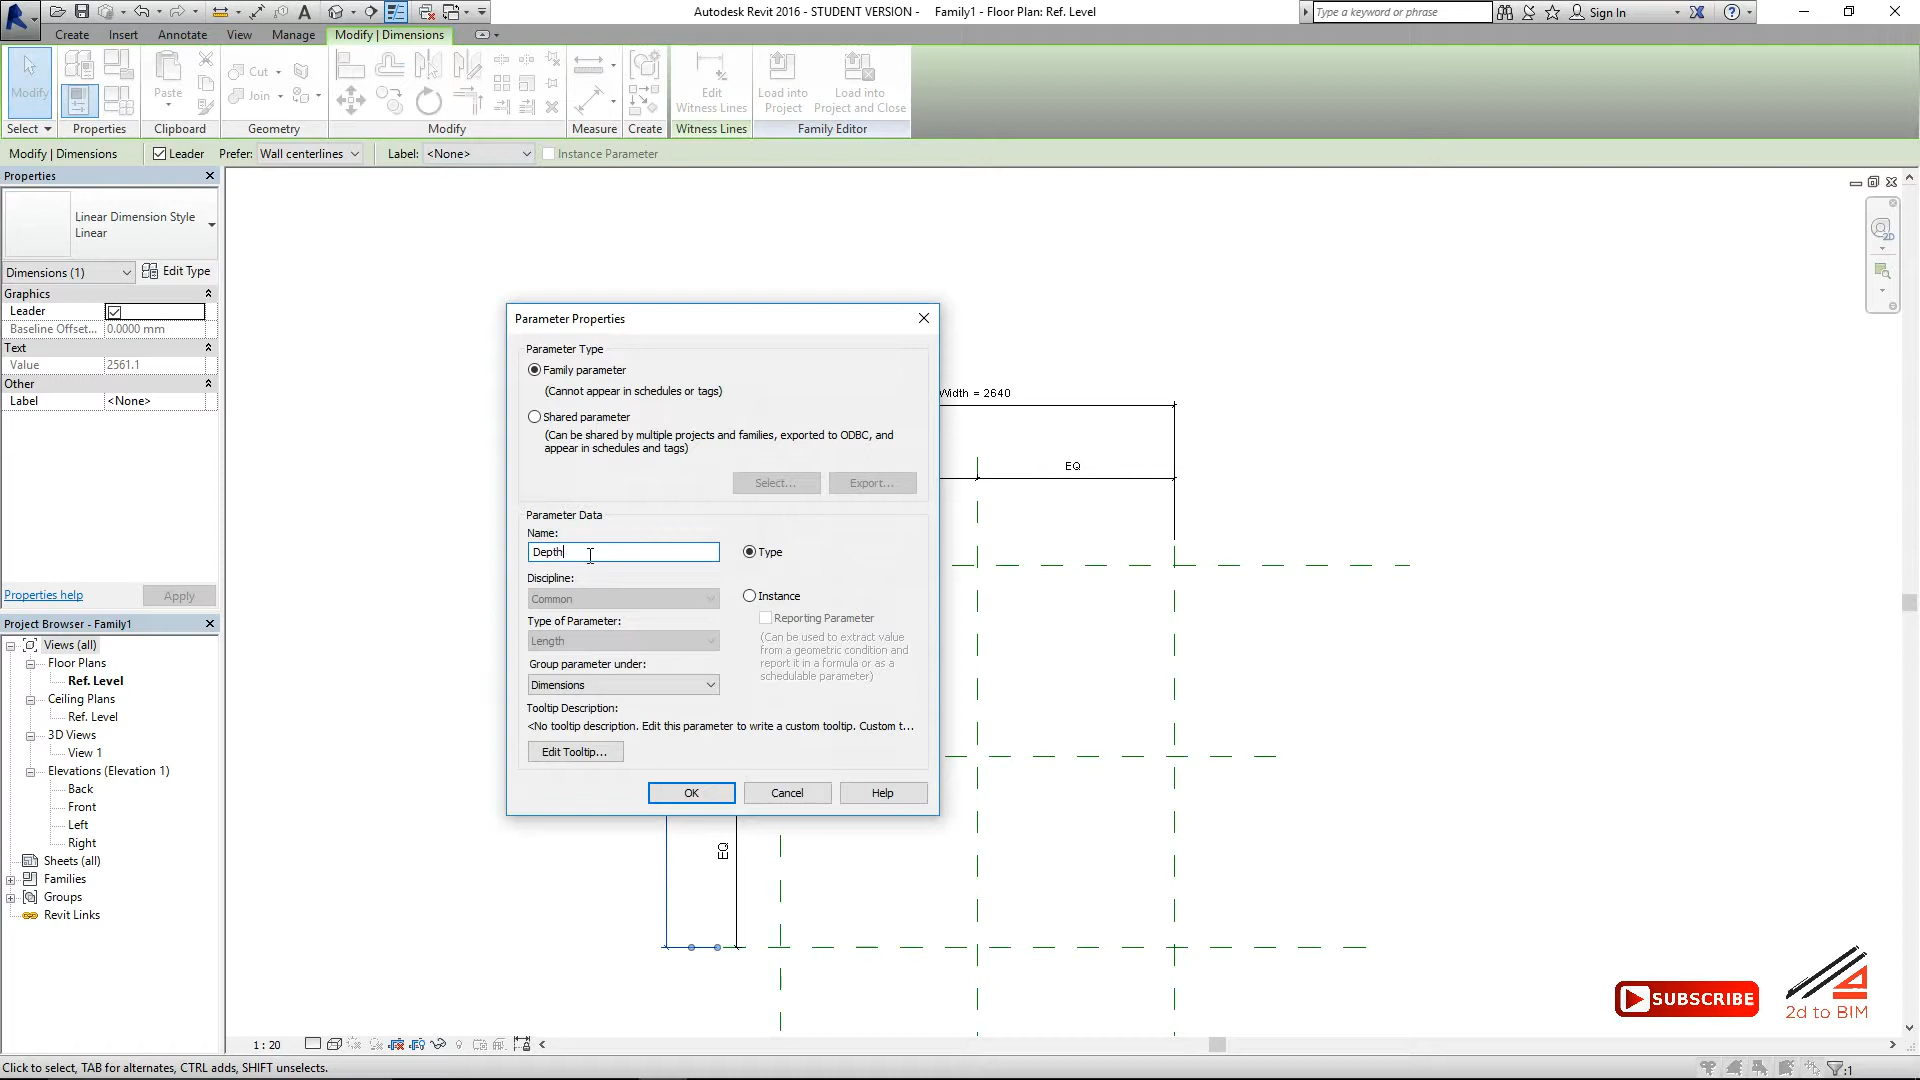 Autodesk Revit 2016 - STUDENT VERSION - Family1 - Floor Plan: Ref. Level
Type a keyword or phrase
Sign In
Create Insert Annotate View Manage Modify | Dimensions
Modify
Paste
Cut
Join
Edit Witness Lines
Load into Project
Load into Project and Close
Select Properties Clipboard Geometry Modify Measure Create Witness Lines Family Editor
Modify | Dimensions Leader Prefer: Wall centerlines Label: <None> Instance Parameter
Properties
Linear Dimension Style
Linear
Dimensions (1) Edit Type
Graphics
Leader
Baseline Offset... 0.0000 mm
Text
Value 2561.1
Other
Label <None>
Properties help Apply
Project Browser - Family1
Views (all)
Floor Plans
Ref. Level
Ceiling Plans
Ref. Level
3D Views
View 1
Elevations (Elevation 1)
Back
Front
Left
Right
Sheets (all)
Families
Groups
Revit Links
Parameter Properties
Parameter Type
Family parameter
(Cannot appear in schedules or tags)
Shared parameter
(Can be shared by multiple projects and families, exported to ODBC, and
appear in schedules and tags)
Select... Export...
Parameter Data
Name:
Depth
Type
Discipline:
Common
Instance
Type of Parameter:
Reporting Parameter
Length
(Can be used to extract value
from a geometric condition and
report it in a formula or as a
schedulable parameter)
Group parameter under:
Dimensions
Tooltip Description:
<No tooltip description. Edit this parameter to write a custom tooltip. Custom t...
Edit Tooltip...
OK Cancel Help
Width = 2640
EQ
EQ
2D
SUBSCRIBE
2d to BIM
1 : 20
Click to select, TAB for alternates, CTRL adds, SHIFT unselects.
:1